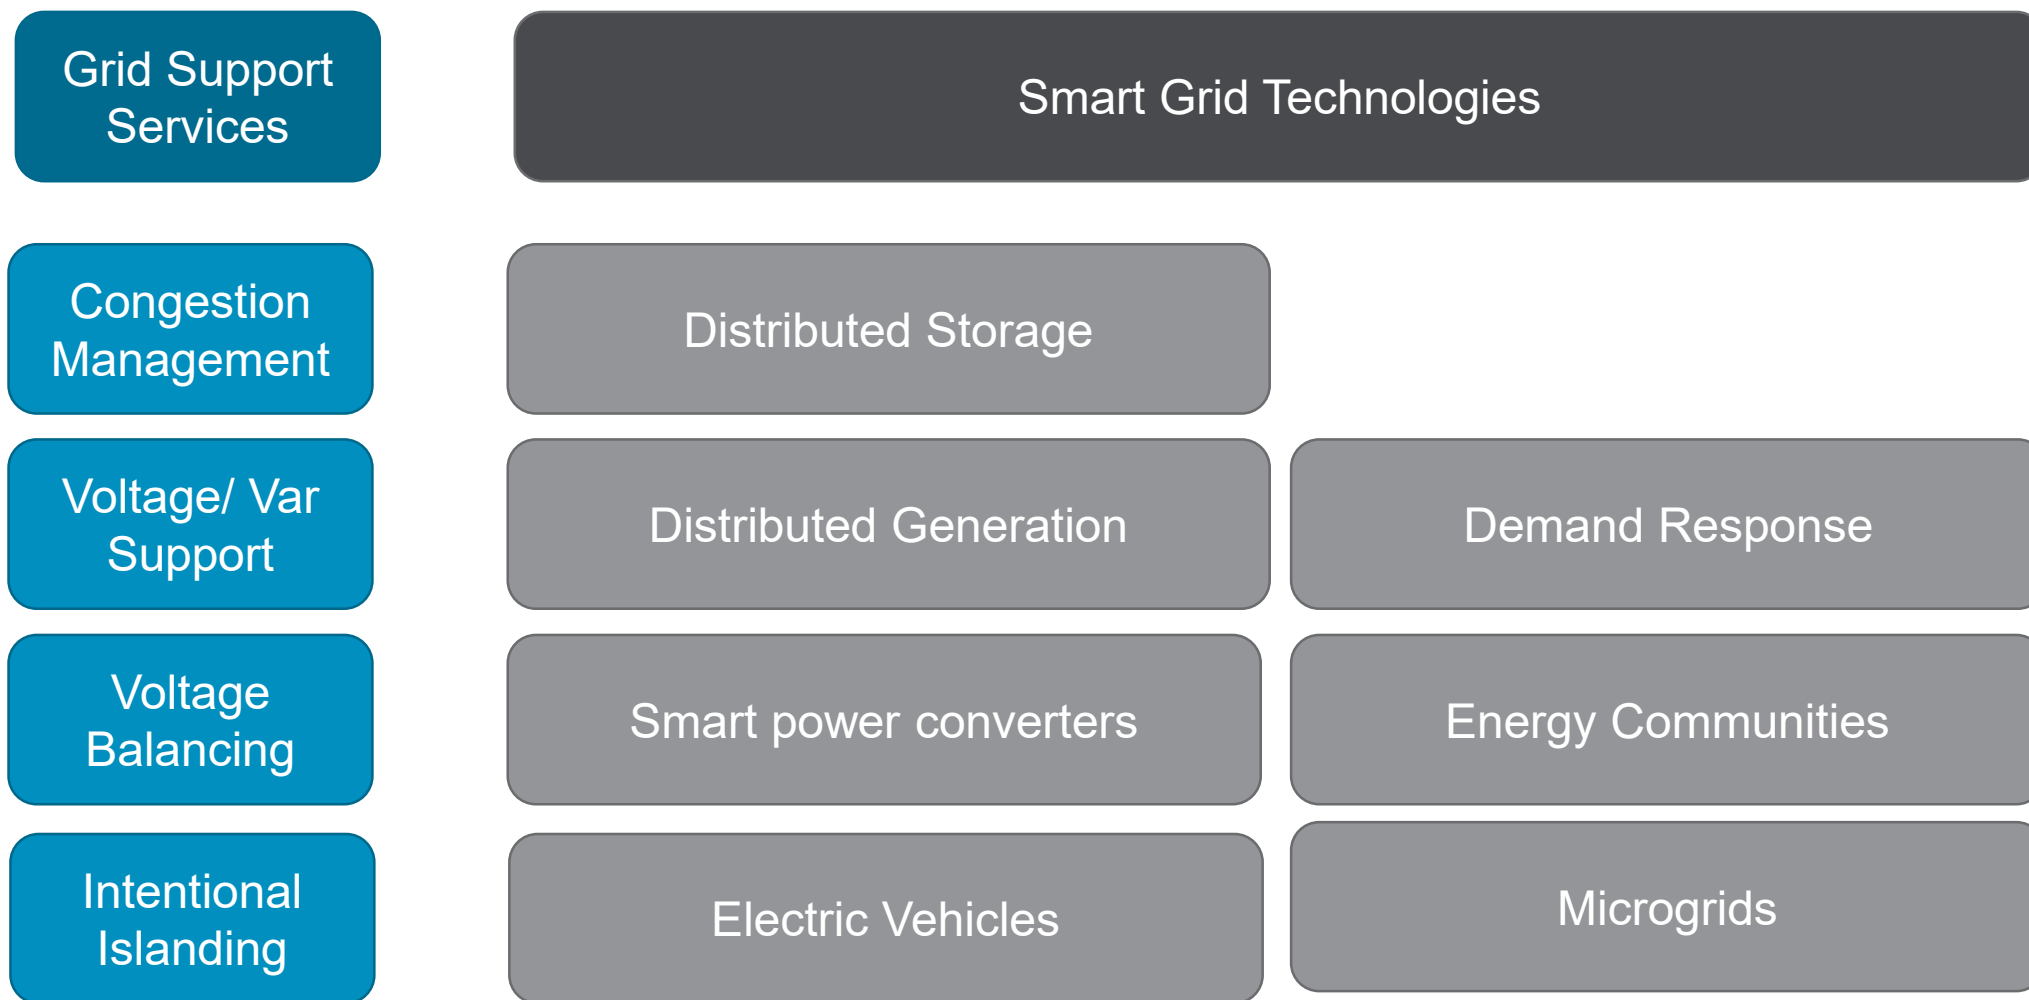 Grid Support
Services
Smart Grid Technologies
Congestion
Management
Distributed Storage
Voltage/ Var
Support
Distributed Generation
Demand Response
Voltage
Balancing
Smart power converters
Energy Communities
Intentional
Islanding
Electric Vehicles
Microgrids